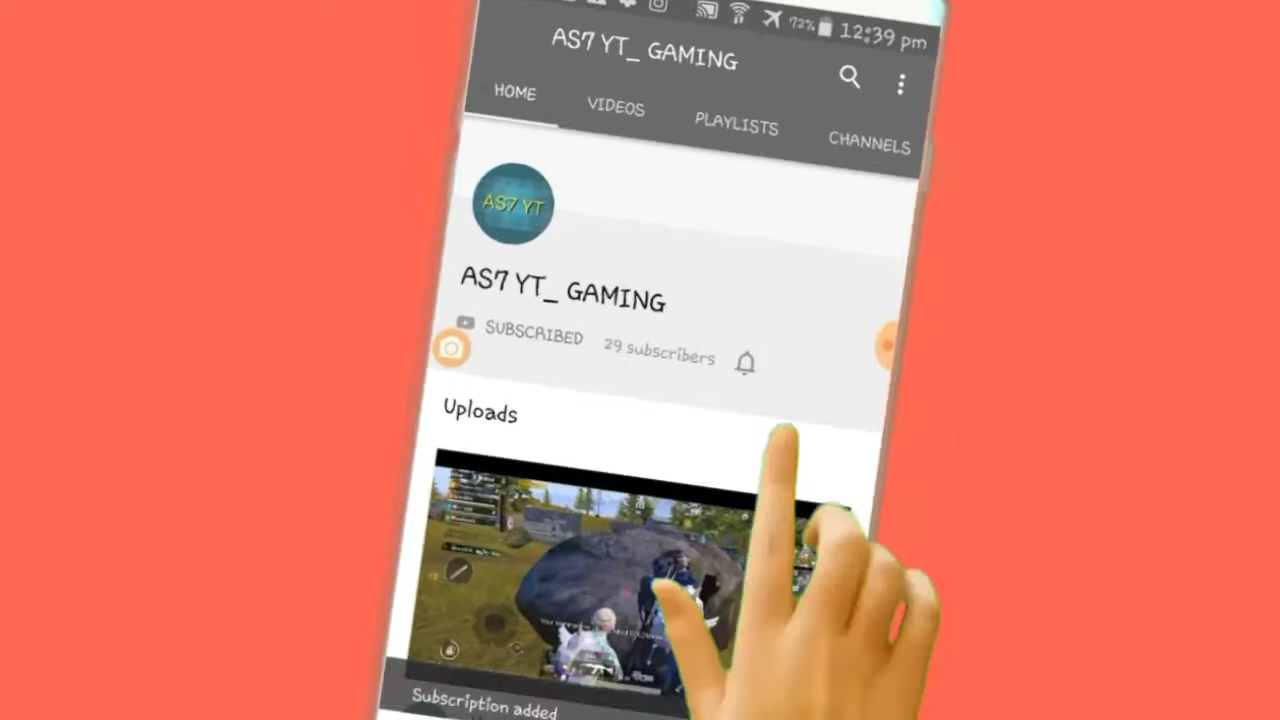 72% 12:39 pm
AS7 YT_ GAMING
HOME VIDEOS PLAYLISTS CHANNELS
AS7 YT
AS7 YT_ GAMING
SUBSCRIBED 29 subscribers
Uploads
Subscription added